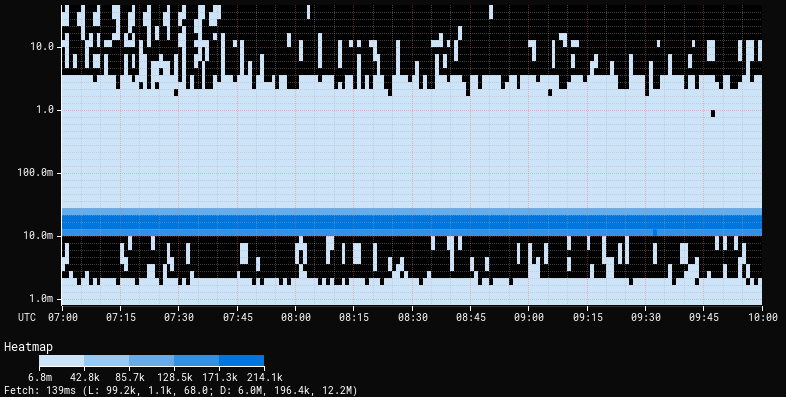 10.0
1.0
100.0m
10.0m
1.0m
UTC 07:00 07:15 07:30 07:45 08:00 08:15 08:30 08:45 09:00 09:15 09:30 09:45 10:00
Heatmap
6.8m 42.8k 85.7k 128.5k 171.3k 214.1k
Fetch: 139ms (L: 99.2k, 1.1k, 68.0; D: 6.0M, 196.4k, 12.2M)